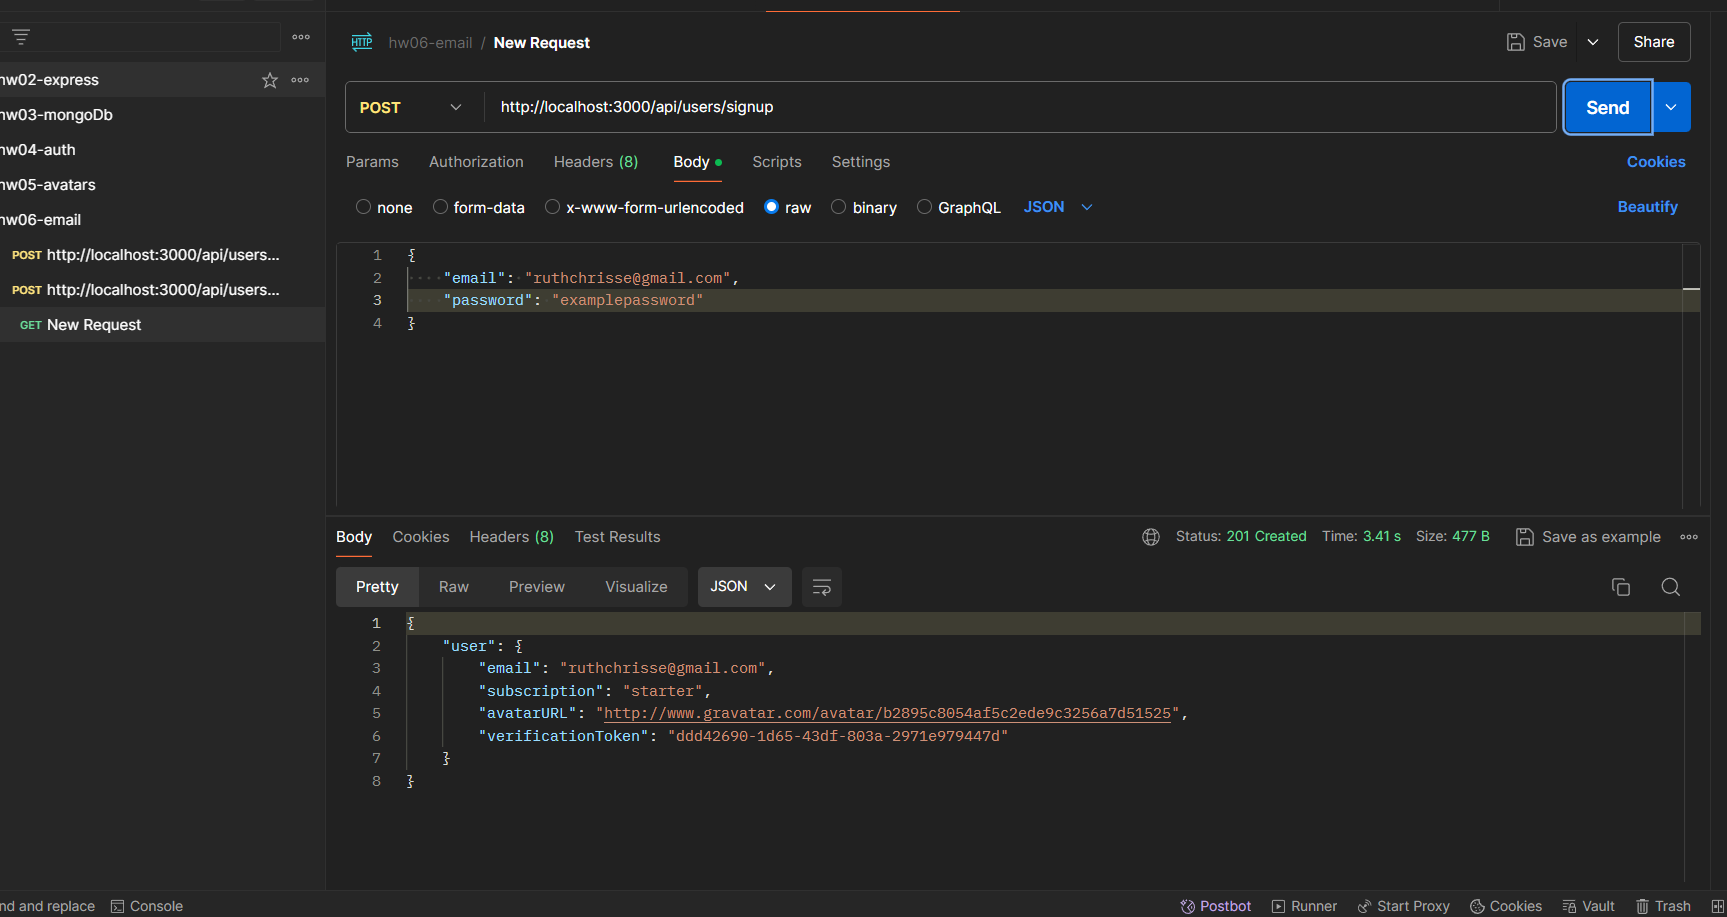 hw06-email / New Request
Save
Share
hw02-express
hw03-mongoDb
hw04-auth
hw05-avatars
hw06-email
POST http://localhost:3000/api/users...
POST http://localhost:3000/api/users...
GET New Request
POST http://localhost:3000/api/users/signup
Send
Params Authorization Headers (8) Body Scripts Settings Cookies
none form-data x-www-form-urlencoded raw binary GraphQL JSON Beautify
1 {
2 "email": "ruthchrisse@gmail.com",
3 "password": "examplepassword"
4 }
Body Cookies Headers (8) Test Results Status: 201 Created Time: 3.41 s Size: 477 B Save as example
Pretty Raw Preview Visualize JSON
1 {
2 "user": {
3 "email": "ruthchrisse@gmail.com",
4 "subscription": "starter",
5 "avatarURL": "http://www.gravatar.com/avatar/b2895c8054af5c2ede9c3256a7d51525",
6 "verificationToken": "ddd42690-1d65-43df-803a-2971e979447d"
7 }
8 }
nd and replace Console Postbot Runner Start Proxy Cookies Vault Trash